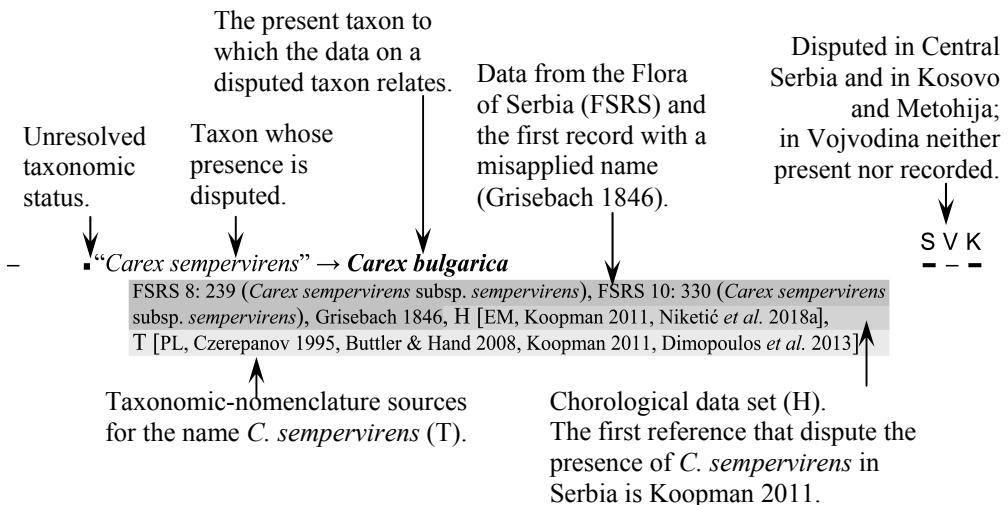 The present taxon to
which the data on a
disputed taxon relates.
Unresolved
taxonomic
status.
Taxon whose
presence is
disputed.
Data from the Flora
of Serbia (FSRS) and
the first record with a
misapplied name
(Grisebach 1846).
Disputed in Central
Serbia and in Kosovo
and Metohija;
in Vojvodina neither
present nor recorded.
S V K
– ▪ “Carex sempervirens” → Carex bulgarica – – –
FSRS 8: 239 (Carex sempervirens subsp. sempervirens), FSRS 10: 330 (Carex sempervirens
subsp. sempervirens), Grisebach 1846, H [EM, Koopman 2011, Niketić et al. 2018a],
T [PL, Czerepanov 1995, Buttler & Hand 2008, Koopman 2011, Dimopoulos et al. 2013]
Taxonomic-nomenclature sources
for the name C. sempervirens (T).
Chorological data set (H).
The first reference that dispute the
presence of C. sempervirens in
Serbia is Koopman 2011.